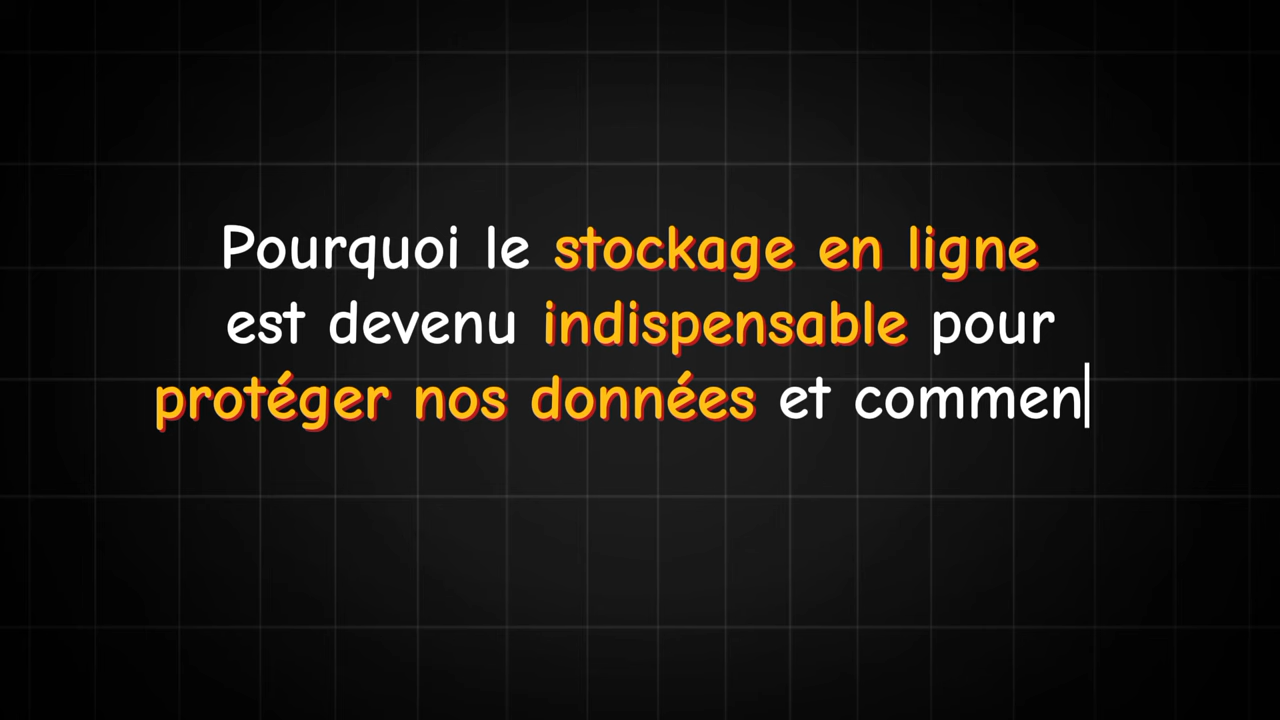 Pourquoi le stockage en ligne
est devenu indispensable pour
protéger nos données et commen